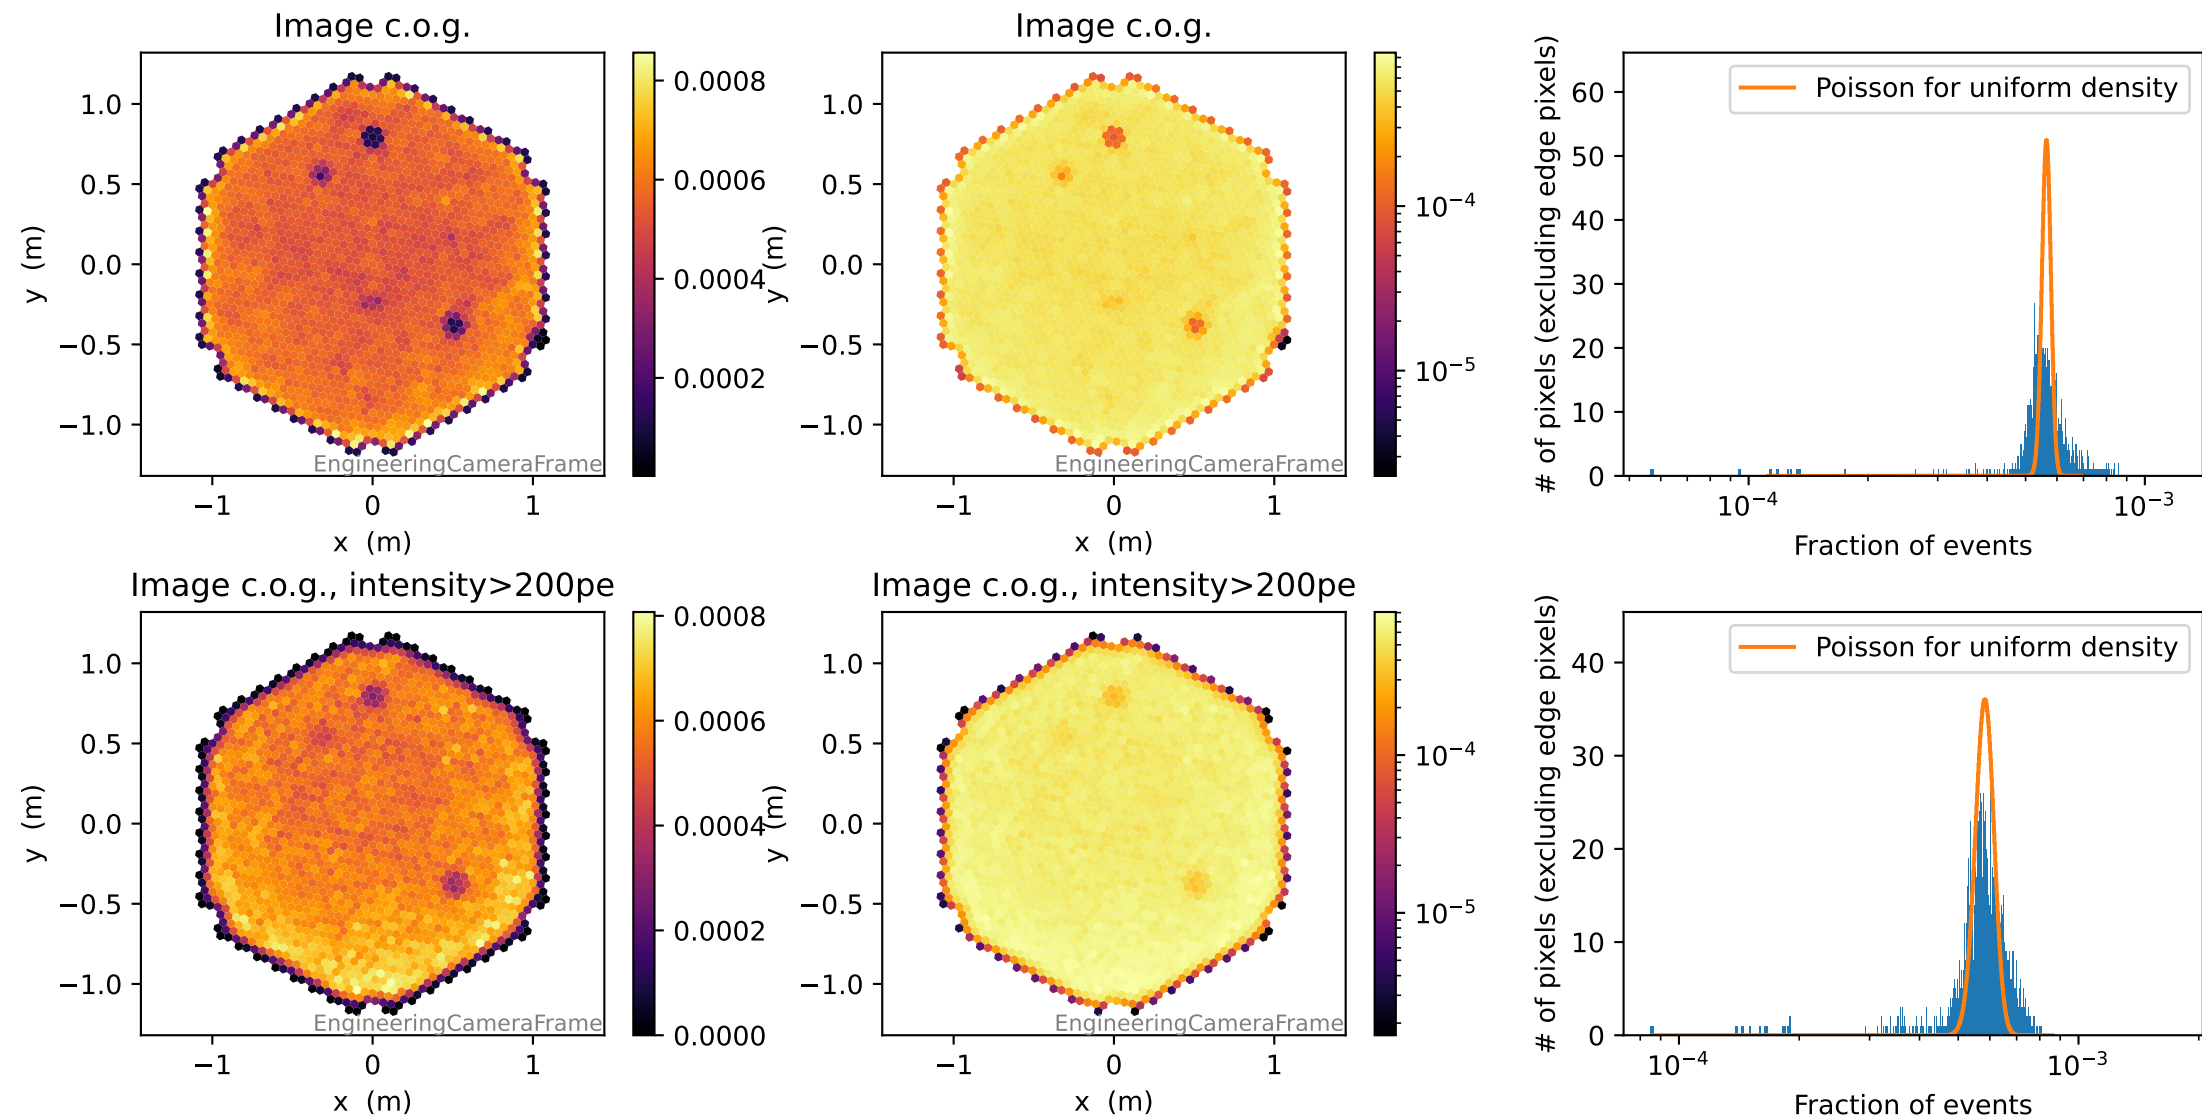 Image c.o.g.
1.0
0.5
0.0
−0.5
−1.0
y (m)
−1
0
1
x (m)
EngineeringCameraFrame
0.0008
0.0006
0.0004
0.0002
Image c.o.g.
1.0
0.5
0.0
−0.5
−1.0
y (m)
−1
0
1
x (m)
EngineeringCameraFrame
10⁻⁴
10⁻⁵
# of pixels (excluding edge pixels)
60
50
40
30
20
10
0
Poisson for uniform density
10⁻⁴
10⁻³
Fraction of events
Image c.o.g., intensity>200pe
1.0
0.5
0.0
−0.5
−1.0
y (m)
−1
0
1
x (m)
EngineeringCameraFrame
0.0008
0.0006
0.0004
0.0002
0.0000
Image c.o.g., intensity>200pe
1.0
0.5
0.0
−0.5
−1.0
y (m)
−1
0
1
x (m)
EngineeringCameraFrame
10⁻⁴
10⁻⁵
# of pixels (excluding edge pixels)
40
30
20
10
0
Poisson for uniform density
10⁻⁴
10⁻³
Fraction of events